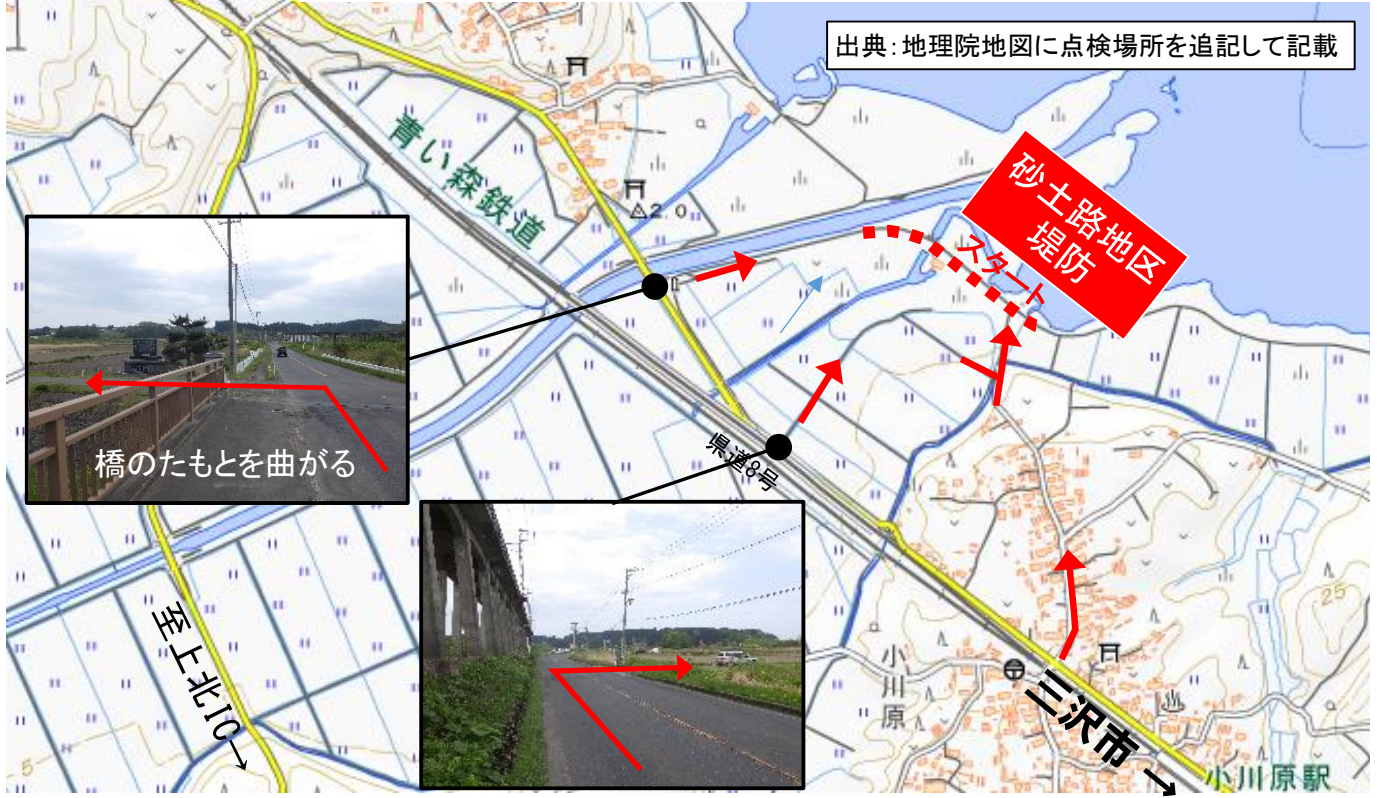 出典:地理院地図に点検場所を追記して記載
青い森鉄道
2.0
砂土路地区
堤防
スタート
橋のたもとを曲がる
県道8号
至上北IC→
25
小川原
三沢市→
5
小川原駅